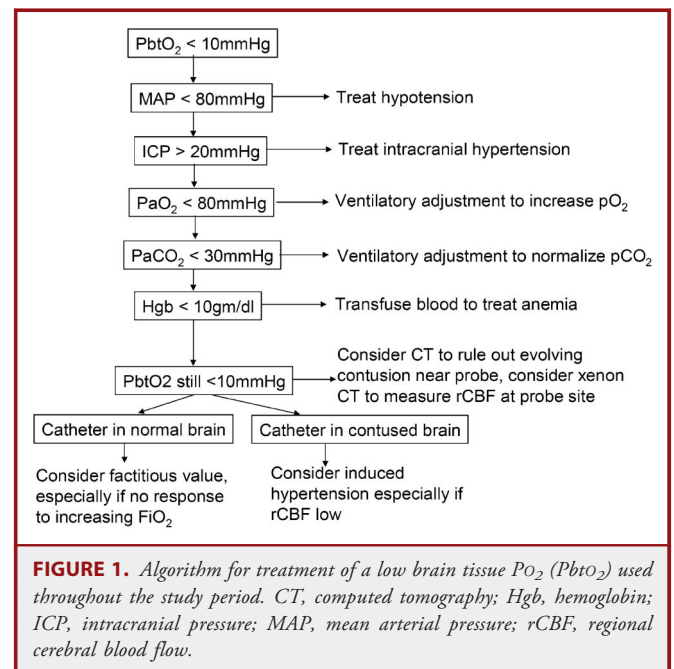 PbtO₂ < 10mmHg
MAP < 80mmHg
Treat hypotension
ICP > 20mmHg
Treat intracranial hypertension
PaO₂ < 80mmHg
Ventilatory adjustment to increase pO₂
PaCO₂ < 30mmHg
Ventilatory adjustment to normalize pCO₂
Hgb < 10gm/dl
Transfuse blood to treat anemia
PbtO2 still <10mmHg
Consider CT to rule out evolving
contusion near probe, consider xenon
CT to measure rCBF at probe site
Catheter in normal brain
Catheter in contused brain
Consider factitious value,
especially if no response
to increasing FiO₂
Consider induced
hypertension especially if
rCBF low
FIGURE 1. Algorithm for treatment of a low brain tissue PO₂ (PbtO₂) used
throughout the study period. CT, computed tomography; Hgb, hemoglobin;
ICP, intracranial pressure; MAP, mean arterial pressure; rCBF, regional
cerebral blood flow.